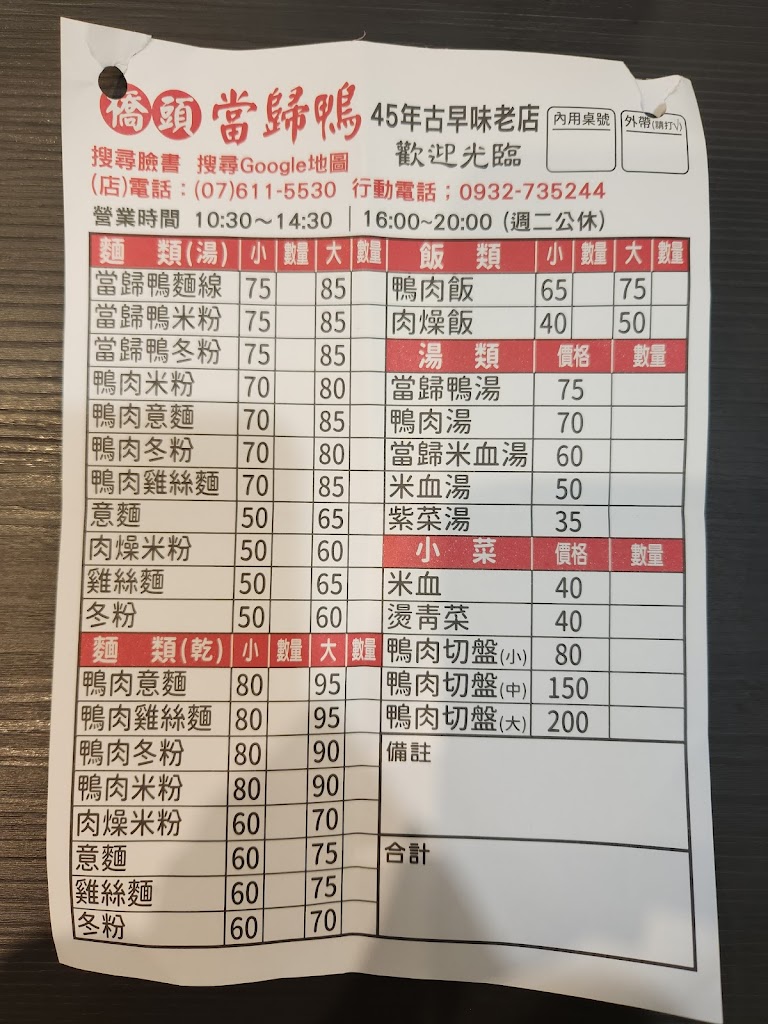 橋頭 當歸鴨 45年古早味老店 內用桌號 外帶(請打√)
歡迎光臨
搜尋臉書 搜尋Google地圖
(店)電話：(07)611-5530 行動電話；0932-735244
營業時間 10:30～14:30 | 16:00~20:00 (週二公休)
麵 類(湯) 小 數量 大 數量
當歸鴨麵線 75 85
當歸鴨米粉 75 85
當歸鴨冬粉 75 85
鴨肉米粉 70 80
鴨肉意麵 70 85
鴨肉冬粉 70 80
鴨肉雞絲麵 70 85
意麵 50 65
肉燥米粉 50 60
雞絲麵 50 65
冬粉 50 60
麵 類(乾) 小 數量 大 數量
鴨肉意麵 80 95
鴨肉雞絲麵 80 95
鴨肉冬粉 80 90
鴨肉米粉 80 90
肉燥米粉 60 70
意麵 60 75
雞絲麵 60 75
冬粉 60 70
飯 類 小 數量 大 數量
鴨肉飯 65 75
肉燥飯 40 50
湯 類 價格 數量
當歸鴨湯 75
鴨肉湯 70
當歸米血湯 60
米血湯 50
紫菜湯 35
小 菜 價格 數量
米血 40
燙青菜 40
鴨肉切盤(小) 80
鴨肉切盤(中) 150
鴨肉切盤(大) 200
備註
合計